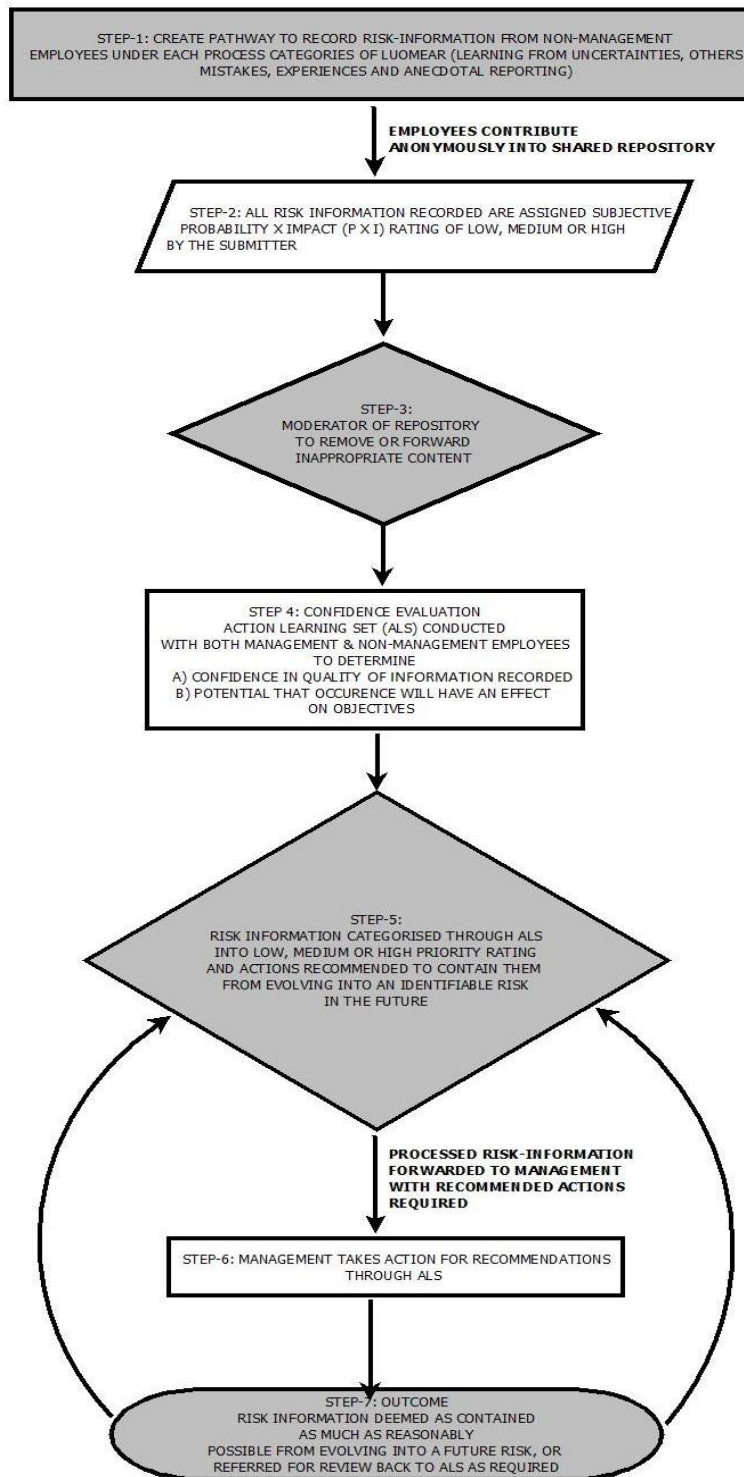 STEP-1: CREATE PATHWAY TO RECORD RISK-INFORMATION FROM NON-MANAGEMENT
EMPLOYEES UNDER EACH PROCESS CATEGORIES OF LUOMEAR (LEARNING FROM UNCERTAINTIES, OTHERS
MISTAKES, EXPERIENCES AND ANECDOTAL REPORTING)
EMPLOYEES CONTRIBUTE
ANONYMOUSLY INTO SHARED REPOSITORY
STEP-2: ALL RISK INFORMATION RECORDED ARE ASSIGNED SUBJECTIVE
PROBABILITY X IMPACT (P X I) RATING OF LOW, MEDIUM OR HIGH
BY THE SUBMITTER
STEP-3:
MODERATOR OF REPOSITORY
TO REMOVE OR FORWARD
INAPPROPRIATE CONTENT
STEP 4: CONFIDENCE EVALUATION
ACTION LEARNING SET (ALS) CONDUCTED
WITH BOTH MANAGEMENT & NON-MANAGEMENT EMPLOYEES
TO DETERMINE
A) CONFIDENCE IN QUALITY OF INFORMATION RECORDED
B) POTENTIAL THAT OCCURENCE WILL HAVE AN EFFECT
ON OBJECTIVES
STEP-5:
RISK INFORMATION CATEGORISED THROUGH ALS
INTO LOW, MEDIUM OR HIGH PRIORITY RATING
AND ACTIONS RECOMMENDED TO CONTAIN THEM
FROM EVOLVING INTO AN IDENTIFIABLE RISK
IN THE FUTURE
PROCESSED RISK-INFORMATION
FORWARDED TO MANAGEMENT
WITH RECOMMENDED ACTIONS
REQUIRED
STEP-6: MANAGEMENT TAKES ACTION FOR RECOMMENDATIONS
THROUGH ALS
STEP-7: OUTCOME
RISK INFORMATION DEEMED AS CONTAINED
AS MUCH AS REASONABLY
POSSIBLE FROM EVOLVING INTO A FUTURE RISK, OR
REFERRED FOR REVIEW BACK TO ALS AS REQUIRED